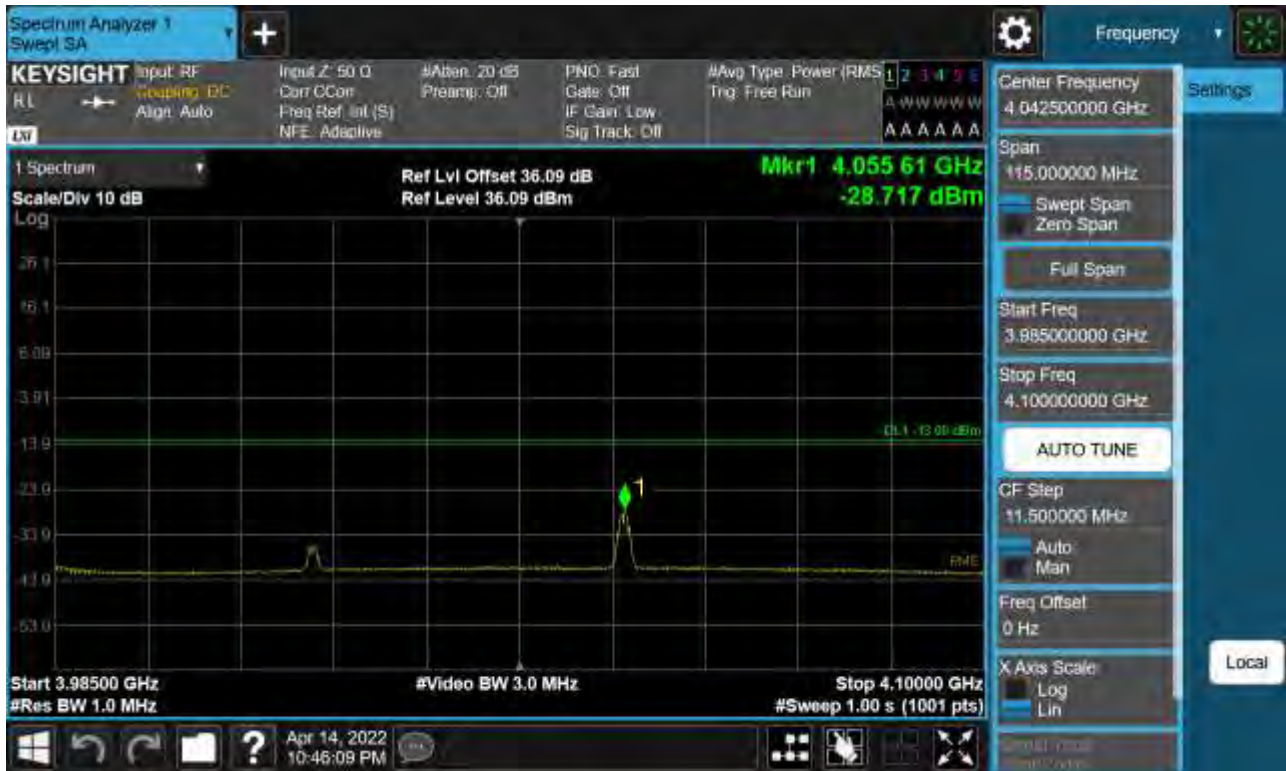 Spectrum Analyzer 1
Swept SA
+
Frequency
KEYSIGHT
RL
Input: RF
Coupling: DC
Align: Auto
Input Z: 50 Ω
Corr CCorr
Freq Ref: Int (S)
NFE: Adaptive
#Atten: 20 dB
Preamp: Off
PNO: Fast
Gate: Off
IF Gain: Low
Sig Track: Off
#Avg Type: Power (RMS
Trig: Free Run
1 2 3 4 5 6
A W W W W W
A A A A A A
1 Spectrum
Scale/Div 10 dB
Log
Ref Lvl Offset 36.09 dB
Ref Level 36.09 dBm
Mkr1 4.055 61 GHz
-28.717 dBm
26.1
16.1
6.09
-3.91
-13.9
-23.9
-33.9
-43.9
-53.9
DL1 -13.00 dBm
1
Start 3.98500 GHz
#Res BW 1.0 MHz
#Video BW 3.0 MHz
Stop 4.10000 GHz
#Sweep 1.00 s (1001 pts)
Center Frequency
4.042500000 GHz
Settings
Span
115.000000 MHz
Swept Span
Zero Span
Full Span
Start Freq
3.985000000 GHz
Stop Freq
4.100000000 GHz
AUTO TUNE
CF Step
11.500000 MHz
Auto
Man
Freq Offset
0 Hz
X Axis Scale
Log
Lin
Local
?
Apr 14, 2022
10:46:09 PM